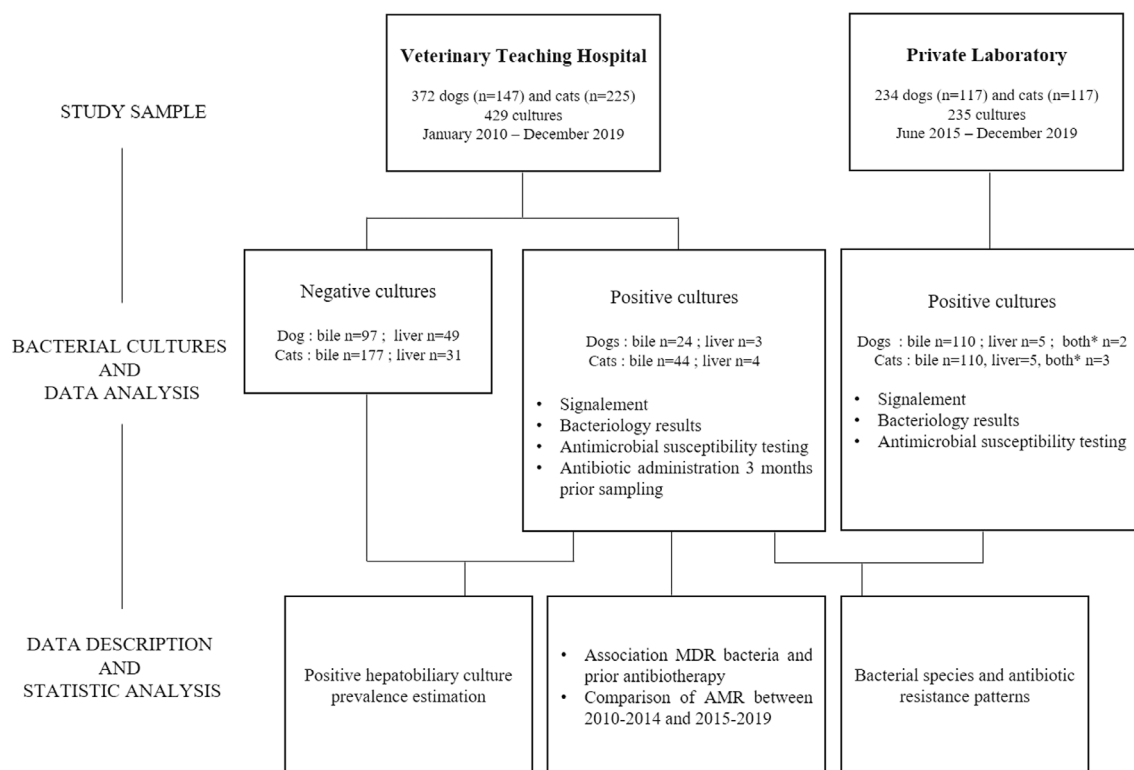 STUDY SAMPLE
Veterinary Teaching Hospital
372 dogs (n=147) and cats (n=225)
429 cultures
January 2010 – December 2019
Private Laboratory
234 dogs (n=117) and cats (n=117)
235 cultures
June 2015 – December 2019
BACTERIAL CULTURES
AND
DATA ANALYSIS
Negative cultures
Dog : bile n=97 ; liver n=49
Cats : bile n=177 ; liver n=31
Positive cultures
Dogs : bile n=24 ; liver n=3
Cats : bile n=44 ; liver n=4
• Signalement
• Bacteriology results
• Antimicrobial susceptibility testing
• Antibiotic administration 3 months
prior sampling
Positive cultures
Dogs : bile n=110 ; liver n=5 ; both* n=2
Cats : bile n=110, liver=5, both* n=3
• Signalement
• Bacteriology results
• Antimicrobial susceptibility testing
DATA DESCRIPTION
AND
STATISTIC ANALYSIS
Positive hepatobiliary culture
prevalence estimation
• Association MDR bacteria and
prior antibiotherapy
• Comparison of AMR between
2010-2014 and 2015-2019
Bacterial species and antibiotic
resistance patterns